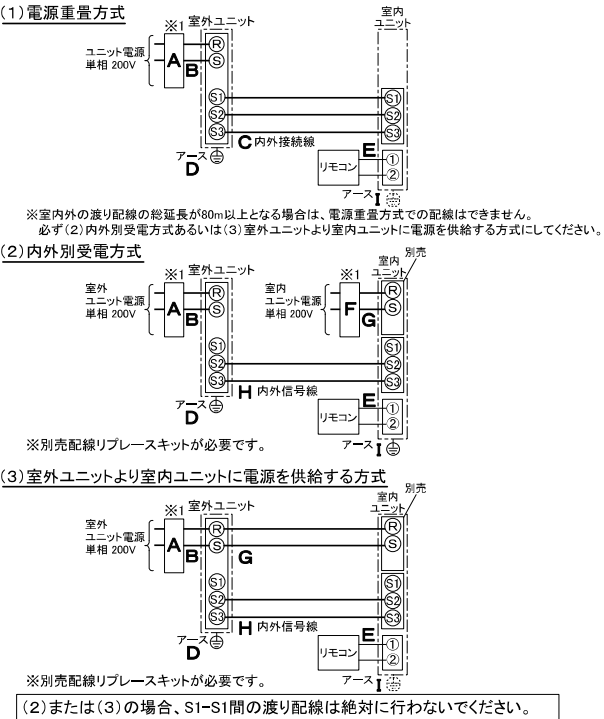 (1)電源重畳方式
※1 室外ユニット
室内
ユニット
ユニット電源
単相 200V
A
B
R
S
S1
S2
S3
S1
S2
S3
C 内外接続線
アース
D
E
リモコン
①
②
アース I
※室内外の渡り配線の総延長が80m以上となる場合は、電源重畳方式での配線はできません。
必ず(2)内外別受電方式あるいは(3)室外ユニットより室内ユニットに電源を供給する方式にしてください。
(2)内外別受電方式
※1 室外ユニット
※1
室内
ユニット
別売
室外
ユニット電源
単相 200V
A
B
R
S
室内
ユニット電源
単相 200V
F
G
R
S
S1
S2
S3
S1
S2
S3
H 内外信号線
アース
D
E
リモコン
①
②
アース I
※別売配線リプレースキットが必要です。
(3)室外ユニットより室内ユニットに電源を供給する方式
※1 室外ユニット
室内
ユニット
別売
室外
ユニット電源
単相 200V
A
B
R
S
G
R
S
S1
S2
S3
S1
S2
S3
H 内外信号線
アース
D
E
リモコン
①
②
アース I
※別売配線リプレースキットが必要です。
(2)または(3)の場合、S1-S1間の渡り配線は絶対に行わないでください。